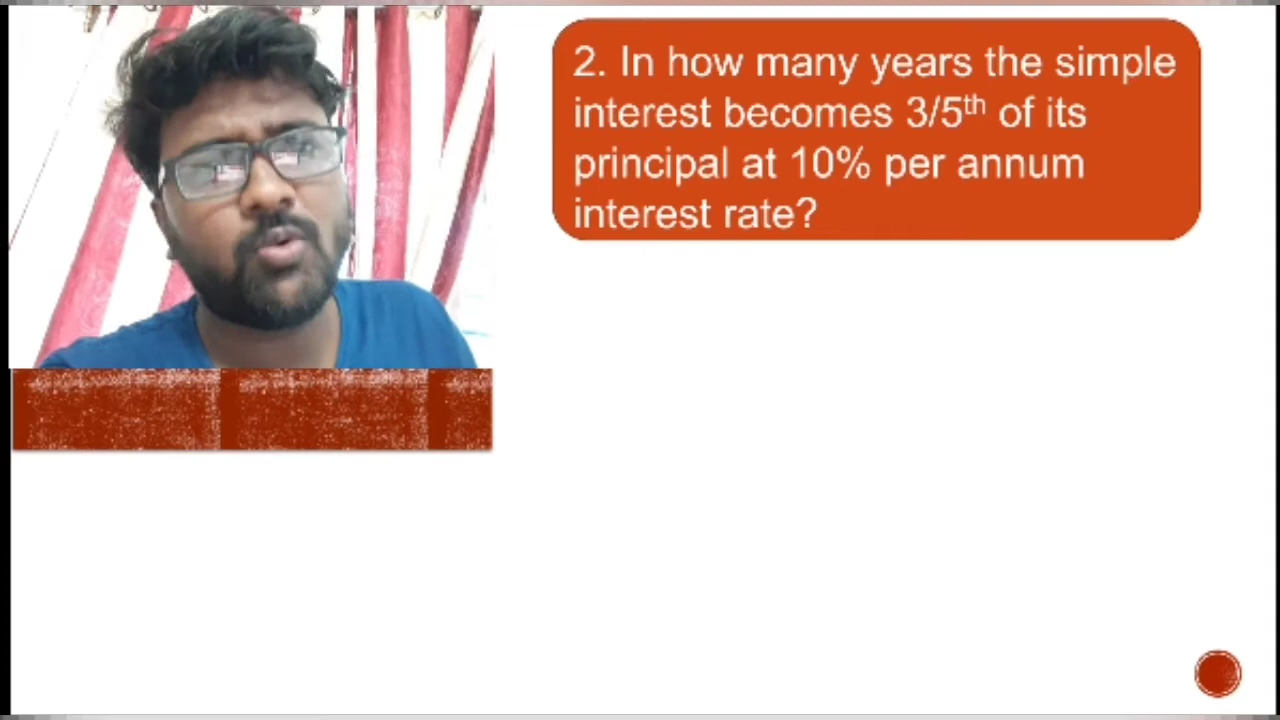 2. In how many years the simple
interest becomes 3/5th of its
principal at 10% per annum
interest rate?